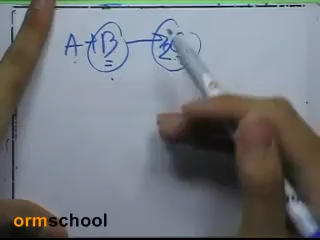 A + B → C
ormschool